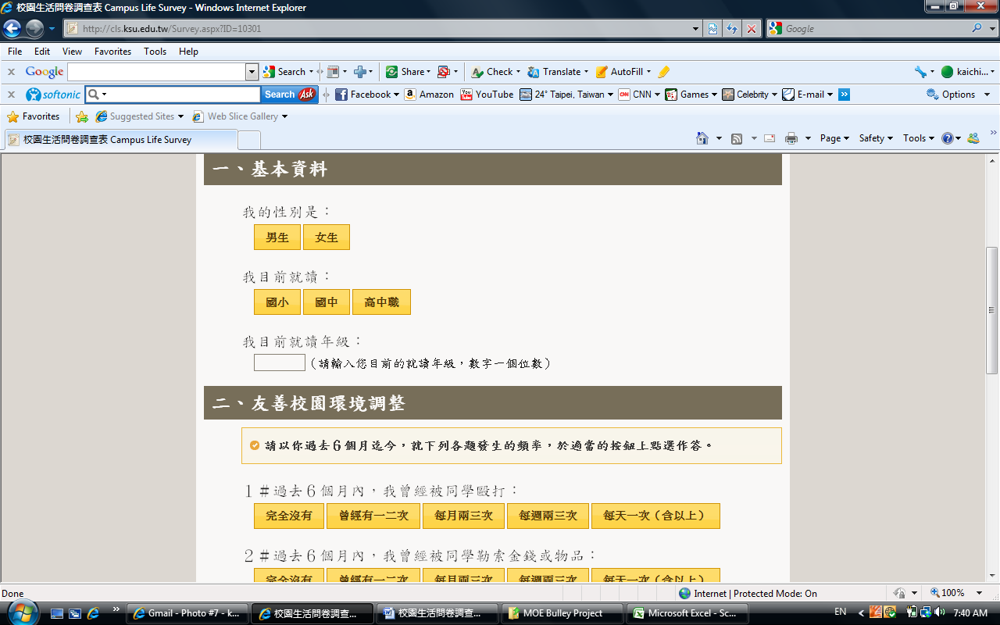 校園生活問卷調查表 Campus Life Survey - Windows Internet Explorer
http://cls.ksu.edu.tw/Survey.aspx?ID=10301
Google
File Edit View Favorites Tools Help
x Google Search Share Check Translate AutoFill kaichi...
x softonic Search Ask Facebook Amazon YouTube 24° Taipei, Taiwan CNN Games Celebrity E-mail » Options
Favorites Suggested Sites Web Slice Gallery
校園生活問卷調查表 Campus Life Survey Page Safety Tools »
一、基本資料
我的性別是：
男生 女生
我目前就讀：
國小 國中 高中職
我目前就讀年級：
（請輸入您目前的就讀年級，數字一個位數）
二、友善校園環境調整
請以你過去6個月迄今，就下列各題發生的頻率，於適當的按鈕上點選作答。
1＃過去6個月內，我曾經被同學毆打：
完全沒有 曾經有一二次 每月兩三次 每週兩三次 每天一次（含以上）
2＃過去6個月內，我曾經被同學勒索金錢或物品：
完全沒有 曾經有一二次 每月兩三次 每週兩三次 每天一次（含以上）
Done Internet | Protected Mode: On 100%
» Gmail - Photo #7 - k... 校園生活問卷調查... 校園生活問卷調查... MOE Bulley Project Microsoft Excel - Sc... EN 7:40 AM